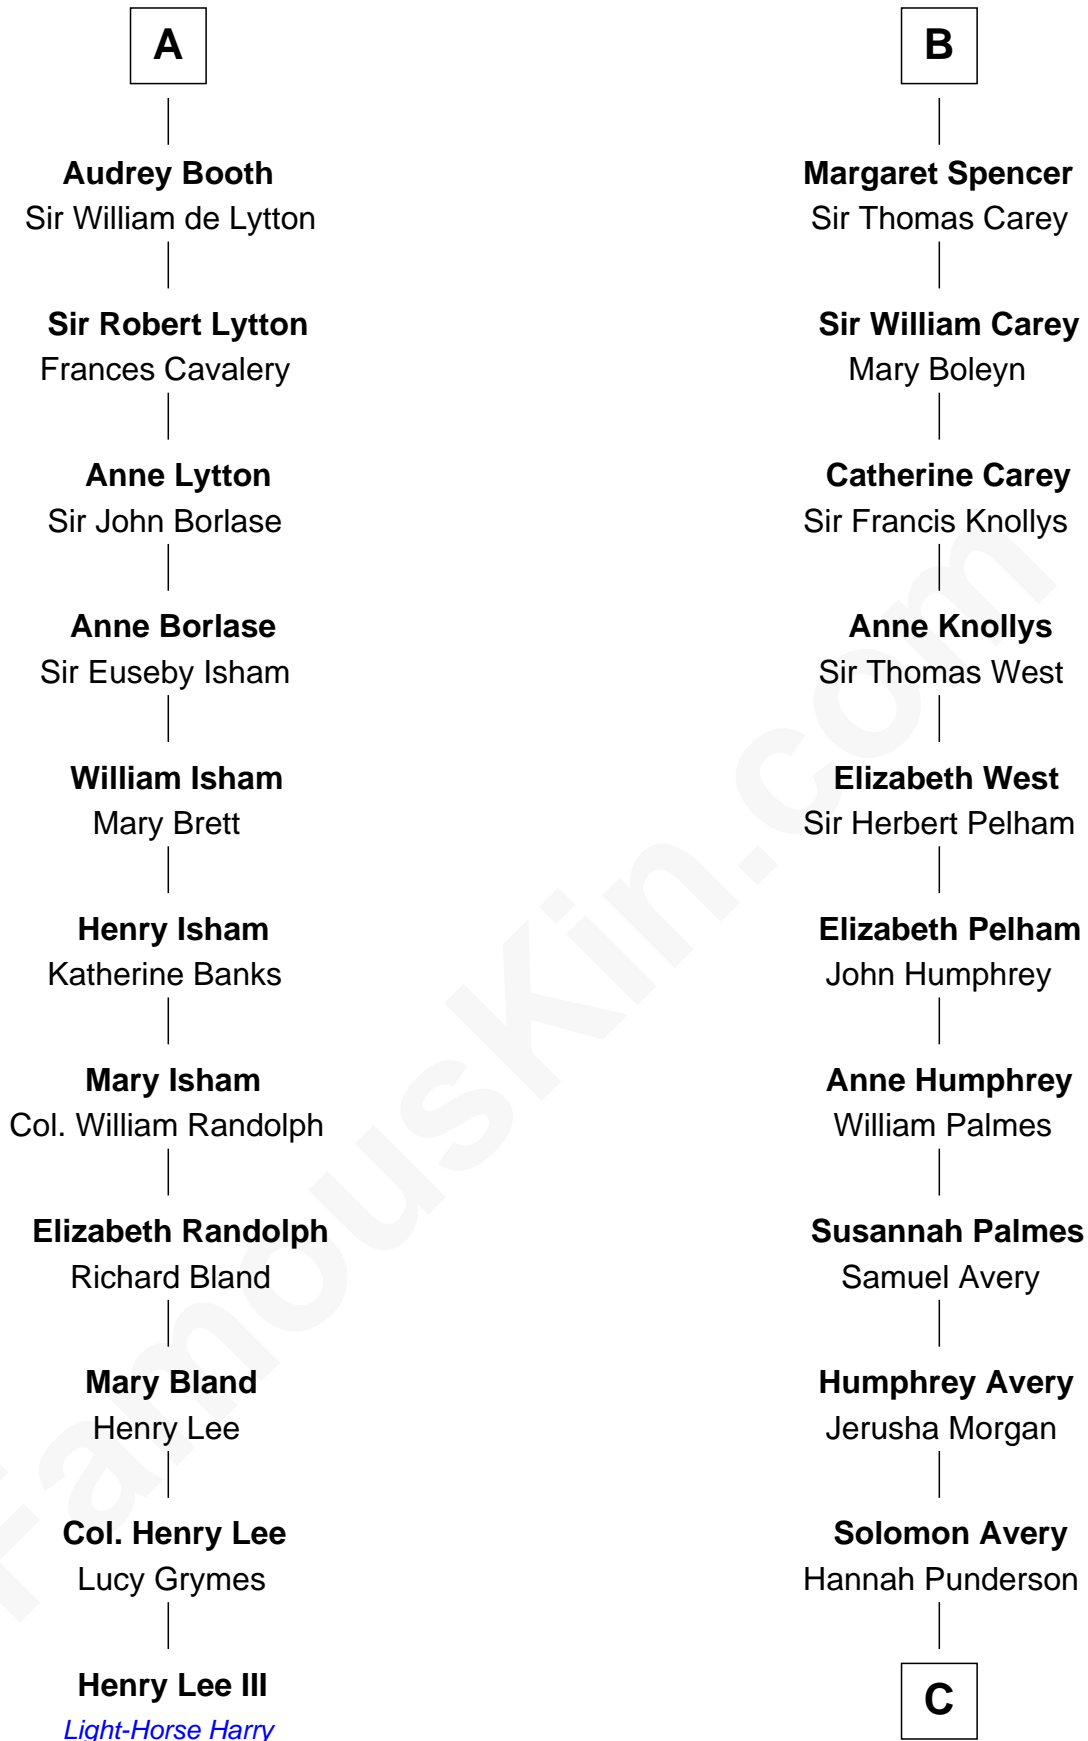 A
Audrey Booth
Sir William de Lytton
Sir Robert Lytton
Frances Cavalery
Anne Lytton
Sir John Borlase
Anne Borlase
Sir Euseby Isham
William Isham
Mary Brett
Henry Isham
Katherine Banks
Mary Isham
Col. William Randolph
Elizabeth Randolph
Richard Bland
Mary Bland
Henry Lee
Col. Henry Lee
Lucy Grymes
Henry Lee III
Light-Horse Harry
B
Margaret Spencer
Sir Thomas Carey
Sir William Carey
Mary Boleyn
Catherine Carey
Sir Francis Knollys
Anne Knollys
Sir Thomas West
Elizabeth West
Sir Herbert Pelham
Elizabeth Pelham
John Humphrey
Anne Humphrey
William Palmes
Susannah Palmes
Samuel Avery
Humphrey Avery
Jerusha Morgan
Solomon Avery
Hannah Punderson
C
FamousKin.com